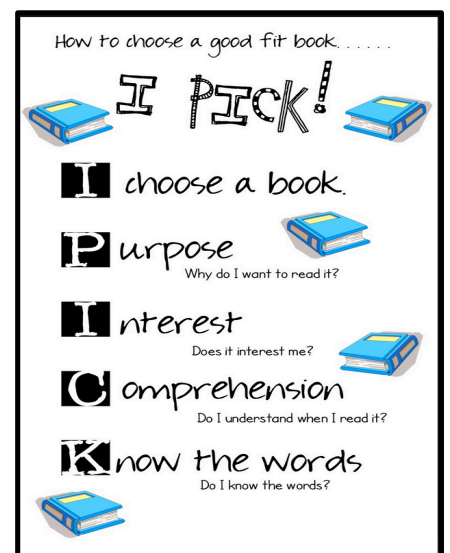 How to choose a good fit book. . . . . .
I PICK!
I choose a book.
Purpose
Why do I want to read it?
Interest
Does it interest me?
Comprehension
Do I understand when I read it?
Know the words
Do I know the words?